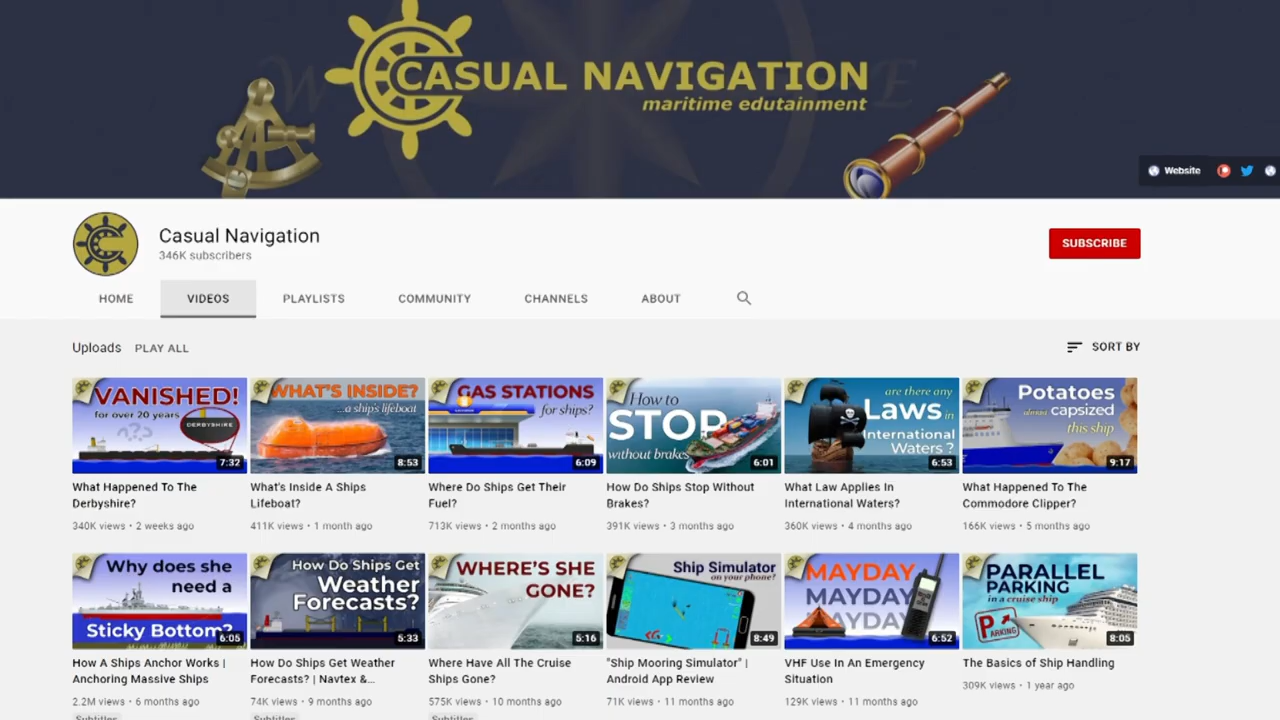 CASUAL NAVIGATION
maritime edutainment
Website
Casual Navigation
346K subscribers
SUBSCRIBE
HOME VIDEOS PLAYLISTS COMMUNITY CHANNELS ABOUT
Uploads PLAY ALL SORT BY
VANISHED!
for over 20 years
DERBYSHIRE
7:32
WHAT'S INSIDE?
...a ship's lifeboat
8:53
GAS STATIONS
for ships?
6:09
How to
STOP
without brakes
6:01
are there any
Laws in
International
Waters ?
6:53
Potatoes
almost capsized
this ship
9:17
What Happened To The
Derbyshire?
340K views • 2 weeks ago
What's Inside A Ships
Lifeboat?
411K views • 1 month ago
Where Do Ships Get Their
Fuel?
713K views • 2 months ago
How Do Ships Stop Without
Brakes?
391K views • 3 months ago
What Law Applies In
International Waters?
360K views • 4 months ago
What Happened To The
Commodore Clipper?
166K views • 5 months ago
Why does she
need a
Sticky Bottom?
6:05
How Do Ships Get
Weather
Forecasts?
5:33
WHERE'S SHE
GONE?
5:16
Ship Simulator
on your phone?
8:49
MAYDAY
MAYDAY
MAYDAY
6:52
PARALLEL
PARKING
in a cruise ship
PARKING
8:05
How A Ships Anchor Works |
Anchoring Massive Ships
2.2M views • 6 months ago
Subtitles
How Do Ships Get Weather
Forecasts? | Navtex &...
74K views • 9 months ago
Subtitles
Where Have All The Cruise
Ships Gone?
575K views • 10 months ago
Subtitles
"Ship Mooring Simulator" |
Android App Review
71K views • 11 months ago
VHF Use In An Emergency
Situation
129K views • 11 months ago
The Basics of Ship Handling
309K views • 1 year ago